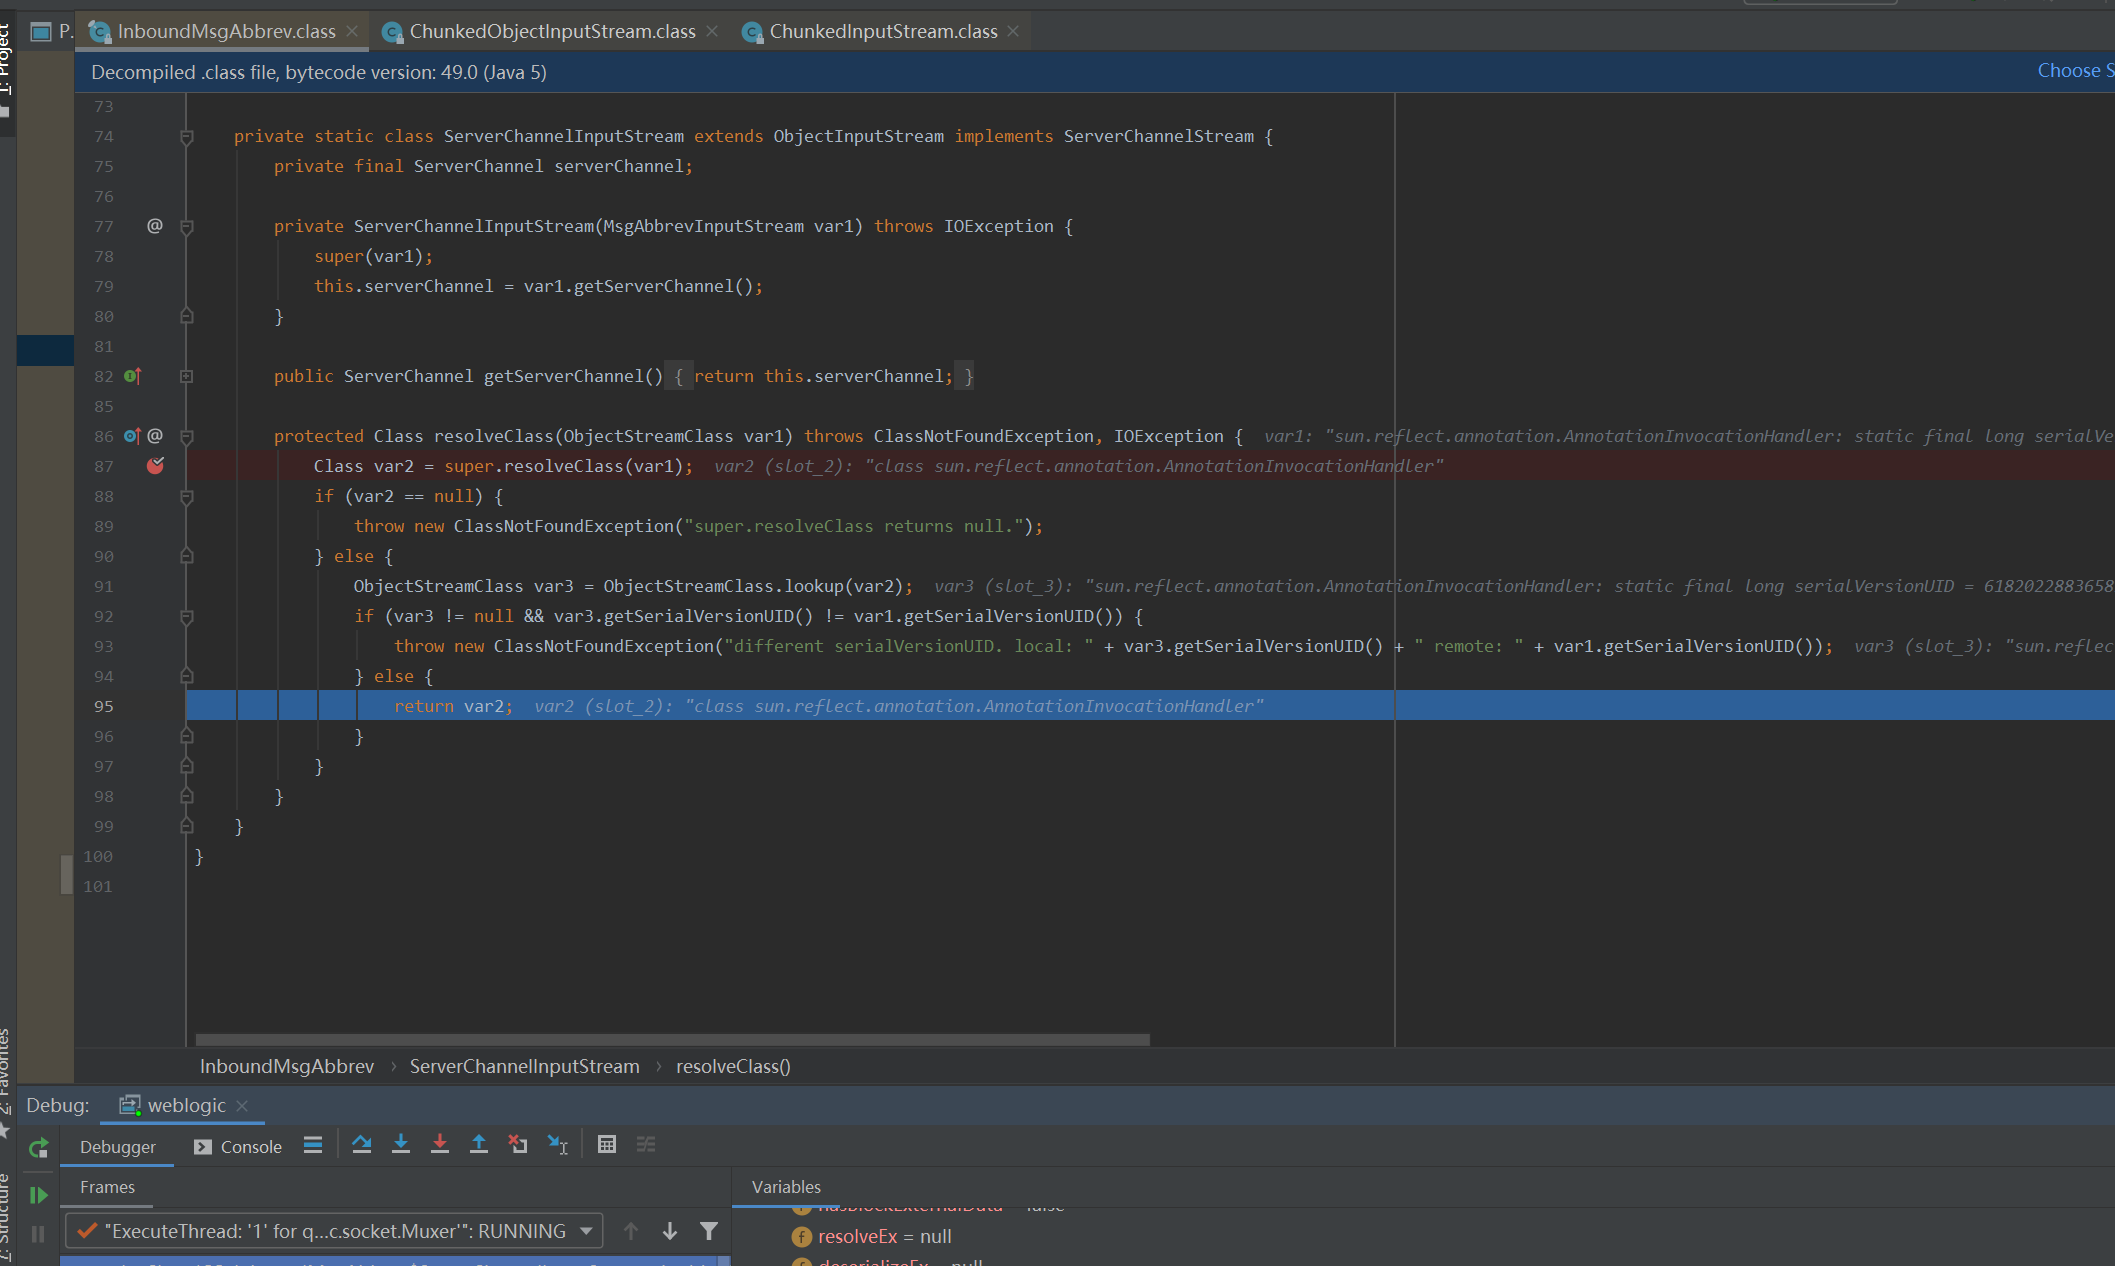 1: Project
P.
InboundMsgAbbrev.class
ChunkedObjectInputStream.class
ChunkedInputStream.class
Decompiled .class file, bytecode version: 49.0 (Java 5)
Choose S
73
74 private static class ServerChannelInputStream extends ObjectInputStream implements ServerChannelStream {
75 private final ServerChannel serverChannel;
76
77 @ private ServerChannelInputStream(MsgAbbrevInputStream var1) throws IOException {
78 super(var1);
79 this.serverChannel = var1.getServerChannel();
80 }
81
82 public ServerChannel getServerChannel() { return this.serverChannel; }
85
86 @ protected Class resolveClass(ObjectStreamClass var1) throws ClassNotFoundException, IOException { var1: "sun.reflect.annotation.AnnotationInvocationHandler: static final long serialVe
87 Class var2 = super.resolveClass(var1); var2 (slot_2): "class sun.reflect.annotation.AnnotationInvocationHandler"
88 if (var2 == null) {
89 throw new ClassNotFoundException("super.resolveClass returns null.");
90 } else {
91 ObjectStreamClass var3 = ObjectStreamClass.lookup(var2); var3 (slot_3): "sun.reflect.annotation.AnnotationInvocationHandler: static final long serialVersionUID = 6182022883658
92 if (var3 != null && var3.getSerialVersionUID() != var1.getSerialVersionUID()) {
93 throw new ClassNotFoundException("different serialVersionUID. local: " + var3.getSerialVersionUID() + " remote: " + var1.getSerialVersionUID()); var3 (slot_3): "sun.reflec
94 } else {
95 return var2; var2 (slot_2): "class sun.reflect.annotation.AnnotationInvocationHandler"
96 }
97 }
98 }
99 }
100 }
101
InboundMsgAbbrev › ServerChannelInputStream › resolveClass()
2: Favorites
Debug: weblogic
Debugger Console
7: Structure
Frames
Variables
"ExecuteThread: '1' for q...c.socket.Muxer'": RUNNING
resolveEx = null